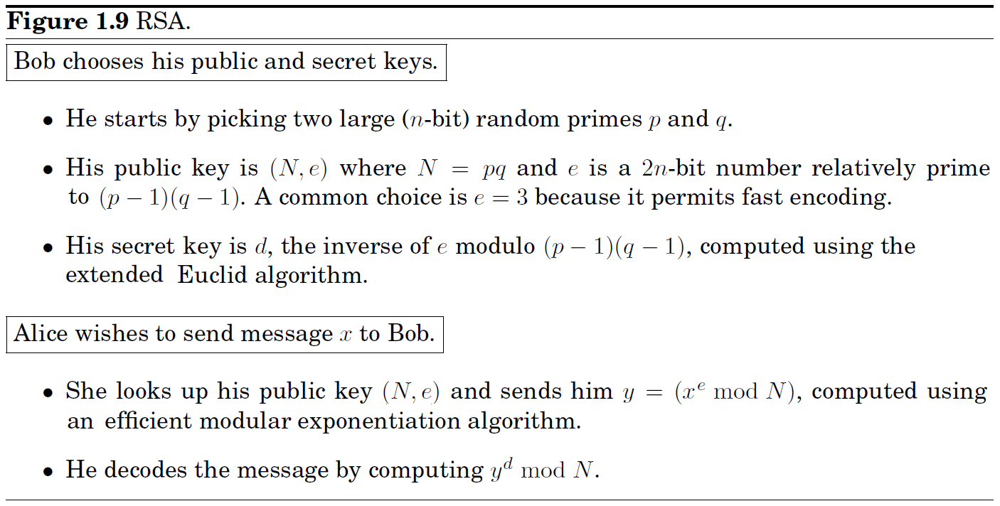 Figure 1.9 RSA.
Bob chooses his public and secret keys.
• He starts by picking two large (n-bit) random primes p and q.
• His public key is (N, e) where N = pq and e is a 2n-bit number relatively prime
to (p − 1)(q − 1). A common choice is e = 3 because it permits fast encoding.
• His secret key is d, the inverse of e modulo (p − 1)(q − 1), computed using the
extended Euclid algorithm.
Alice wishes to send message x to Bob.
• She looks up his public key (N, e) and sends him y = (xᵉ mod N), computed using
an efficient modular exponentiation algorithm.
• He decodes the message by computing yᵈ mod N.